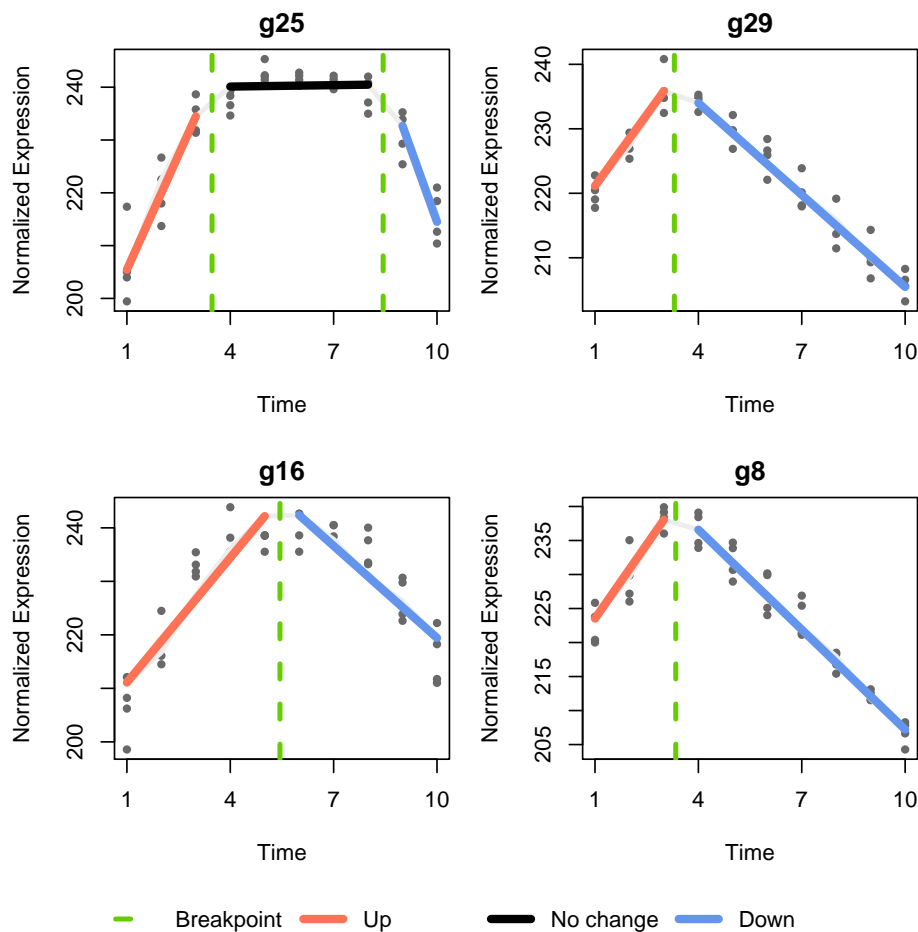 g25
Normalized Expression
240
220
200
1 4 7 10
Time
g29
Normalized Expression
240
230
220
210
1 4 7 10
Time
g16
Normalized Expression
240
220
200
1 4 7 10
Time
g8
Normalized Expression
235
225
215
205
1 4 7 10
Time
Breakpoint Up No change Down